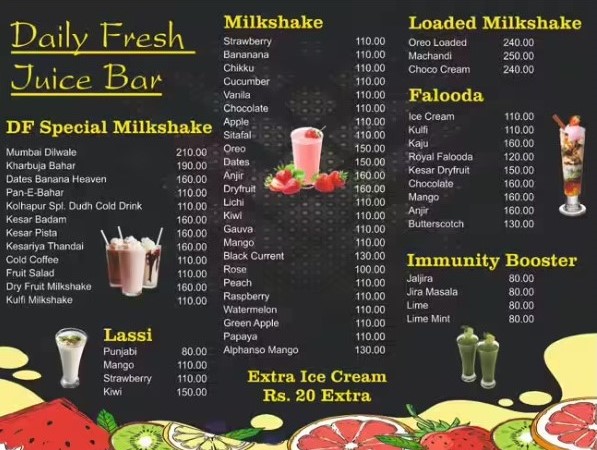 Daily Fresh
Juice Bar
DF Special Milkshake
Mumbai Dilwale 210.00
Kharbuja Bahar 190.00
Dates Banana Heaven 160.00
Pan-E-Bahar 110.00
Kolhapur Spl. Dudh Cold Drink 110.00
Kesar Badam 160.00
Kesar Pista 160.00
Kesariya Thandai 160.00
Cold Coffee 110.00
Fruit Salad 110.00
Dry Fruit Milkshake 160.00
Kulfi Milkshake 110.00
Lassi
Punjabi 80.00
Mango 110.00
Strawberry 110.00
Kiwi 150.00
Milkshake
Strawberry 110.00
Bananana 110.00
Chikku 110.00
Cucumber 110.00
Vanila 110.00
Chocolate 110.00
Apple 110.00
Sitafal 110.00
Oreo 150.00
Dates 150.00
Anjir 160.00
Dryfruit 160.00
Lichi 110.00
Kiwl 110.00
Gauva 110.00
Mango 110.00
Black Current 130.00
Rose 100.00
Peach 110.00
Raspberry 110.00
Watermelon 110.00
Green Apple 110.00
Papaya 110.00
Alphanso Mango 130.00
Extra Ice Cream
Rs. 20 Extra
Loaded Milkshake
Oreo Loaded 240.00
Machandi 250.00
Choco Cream 240.00
Falooda
Ice Cream 110.00
Kulfi 110.00
Kaju 160.00
Royal Falooda 120.00
Kesar Dryfruit 150.00
Chocolate 160.00
Mango 160.00
Anjir 160.00
Butterscotch 130.00
Immunity Booster
Jaljira 80.00
Jira Masala 80.00
Lime 80.00
Lime Mint 80.00